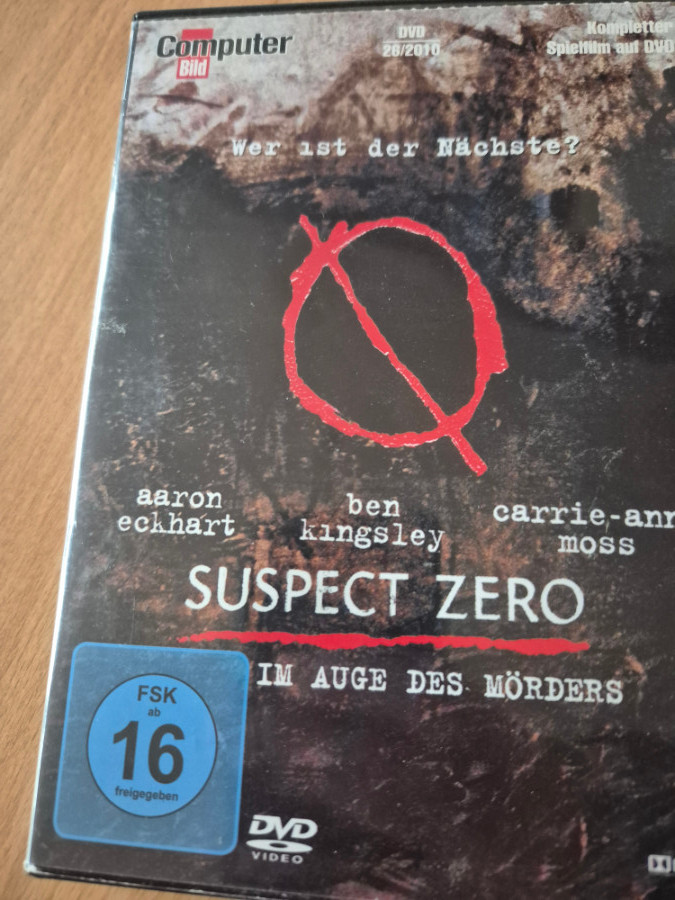 Computer
Bild
DVD
26/2010
Kompletter
Spielfilm auf DVD
Wer ist der Nächste?
aaron
eckhart
ben
kingsley
carrie-ann
moss
SUSPECT ZERO
IM AUGE DES MÖRDERS
FSK
ab
16
freigegeben
DVD
VIDEO